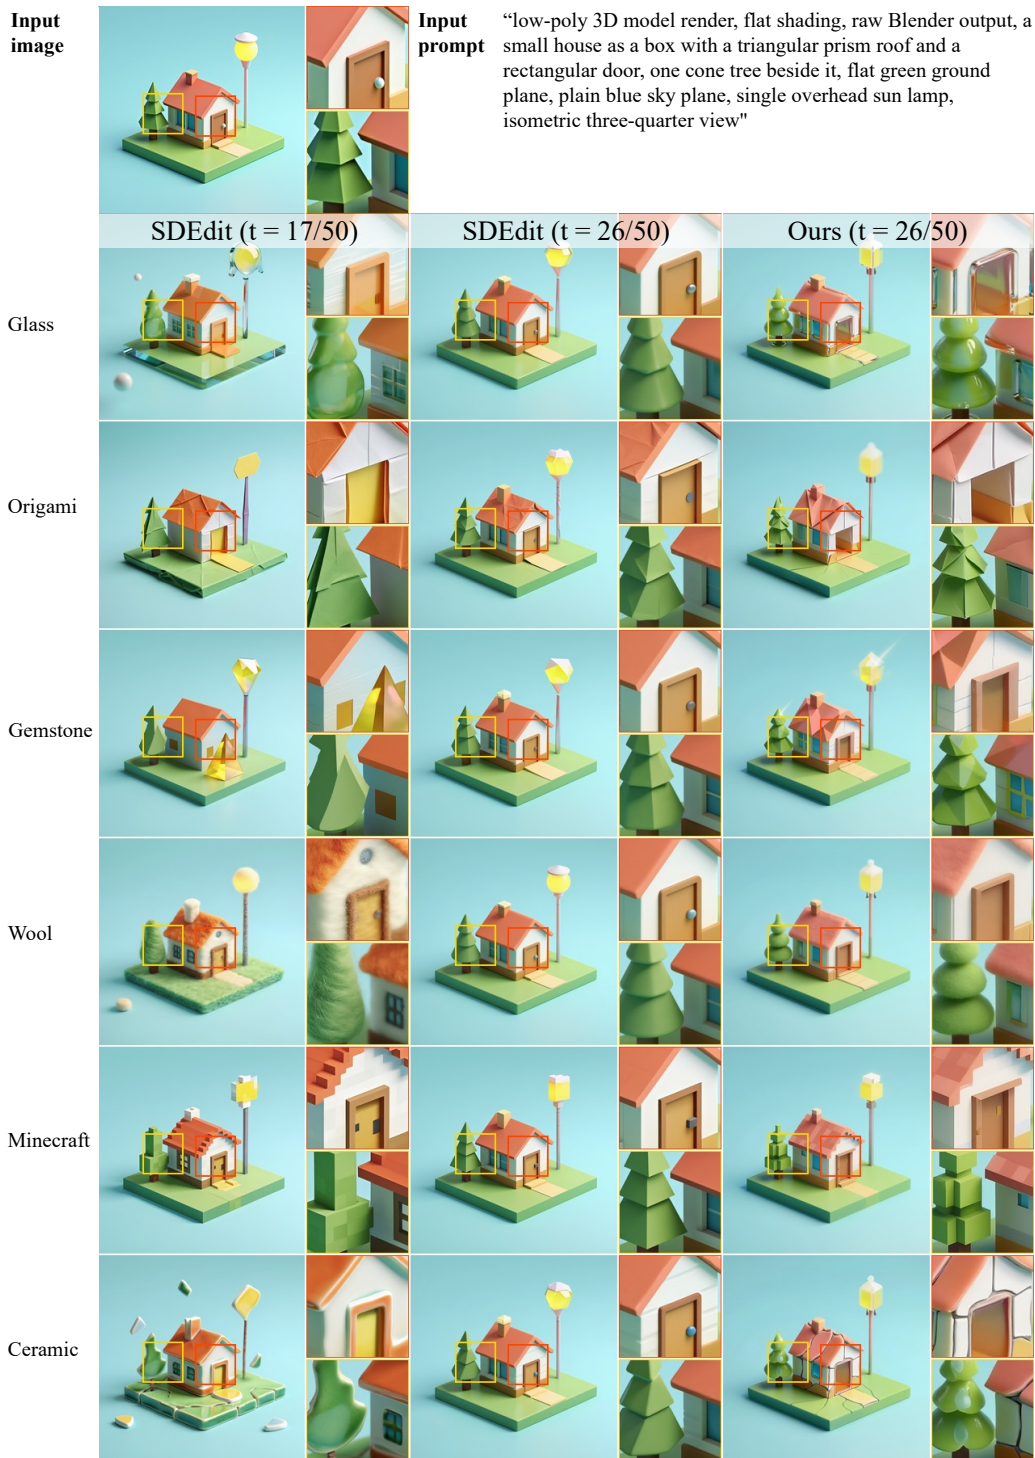 Input
image
Input
prompt
“low-poly 3D model render, flat shading, raw Blender output, a
small house as a box with a triangular prism roof and a
rectangular door, one cone tree beside it, flat green ground
plane, plain blue sky plane, single overhead sun lamp,
isometric three-quarter view"
SDEdit (t = 17/50)
SDEdit (t = 26/50)
Ours (t = 26/50)
Glass
Origami
Gemstone
Wool
Minecraft
Ceramic